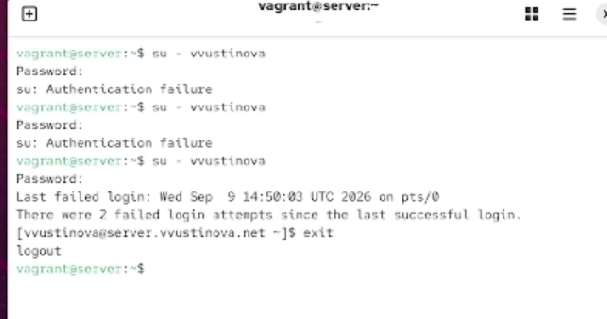 vagrant@server:~
vagrant@server:~$ su - vvustinova
Password:
su: Authentication failure
vagrant@server:~$ su - vvustinova
Password:
su: Authentication failure
vagrant@server:~$ su - vvustinova
Password:
Last failed login: Wed Sep  9 14:50:03 UTC 2026 on pts/0
There were 2 failed login attempts since the last successful login.
[vvustinova@server.vvustinova.net ~]$ exit
logout
vagrant@server:~$